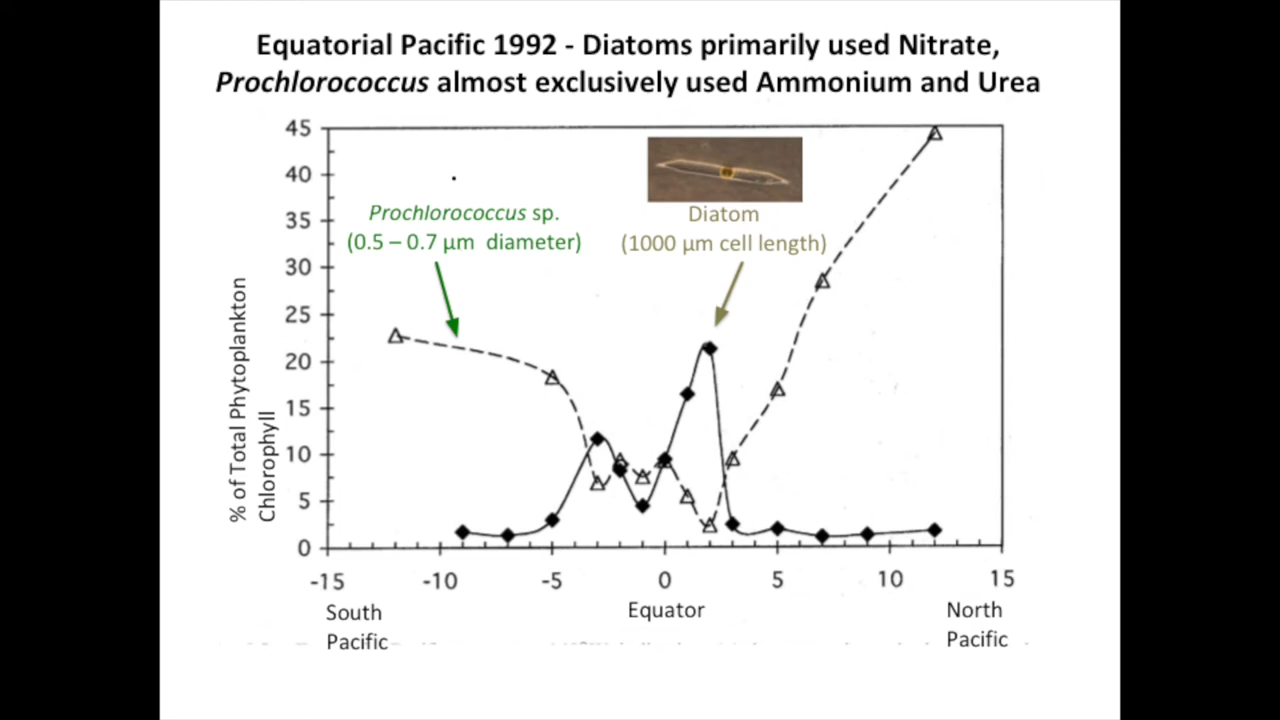 Equatorial Pacific 1992 - Diatoms primarily used Nitrate,
Prochlorococcus almost exclusively used Ammonium and Urea
45
40
35
30
25
20
15
10
5
0
% of Total Phytoplankton
Chlorophyll
Prochlorococcus sp.
(0.5 – 0.7 µm diameter)
Diatom
(1000 µm cell length)
-15
-10
-5
0
5
10
15
South
Pacific
Equator
North
Pacific